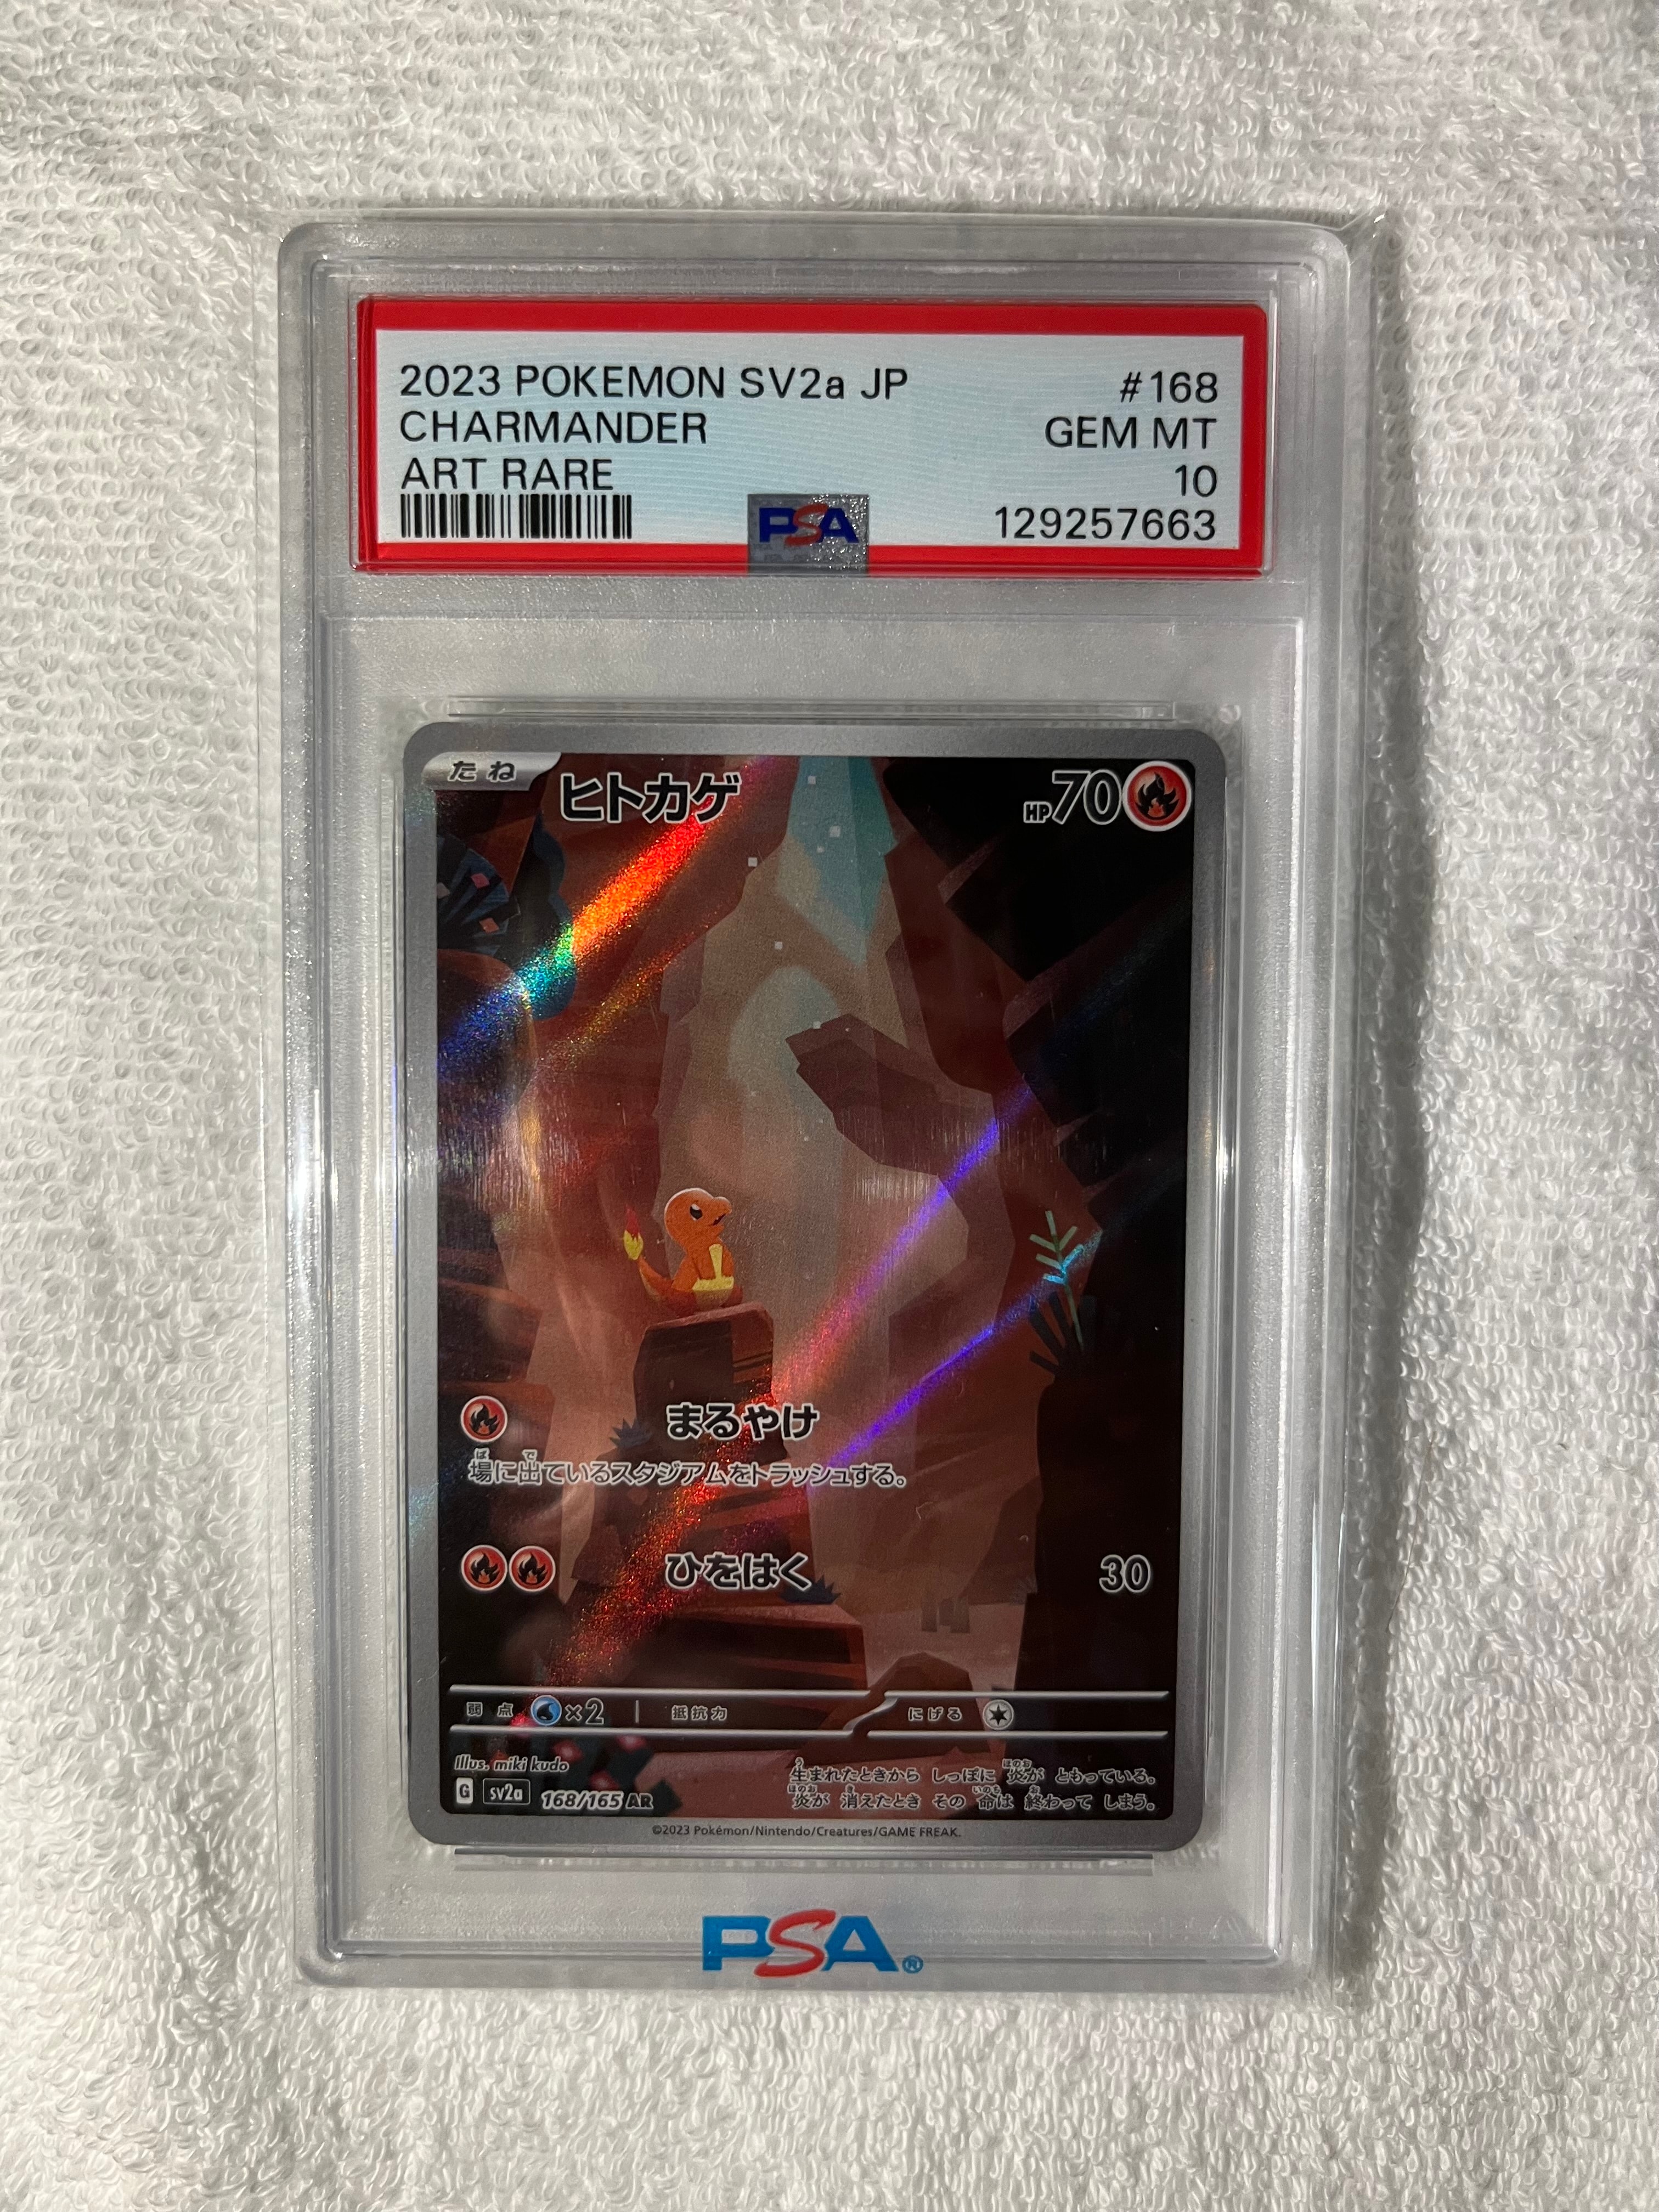 2023 POKEMON SV2a JP #168
CHARMANDER GEM MT
ART RARE 10
PSA 129257663
たね ヒトカゲ HP70
まるやけ
場に出ているスタジアムをトラッシュする。
ひをはく 30
弱点 ×2 抵抗力 にげる
Illus. miki kudo
生まれたときから しっぽに 炎が ともっている。
炎が 消えたとき その 命は 終わって しまう。
G sv2a 168/165 AR
©2023 Pokémon/Nintendo/Creatures/GAME FREAK.
PSA®